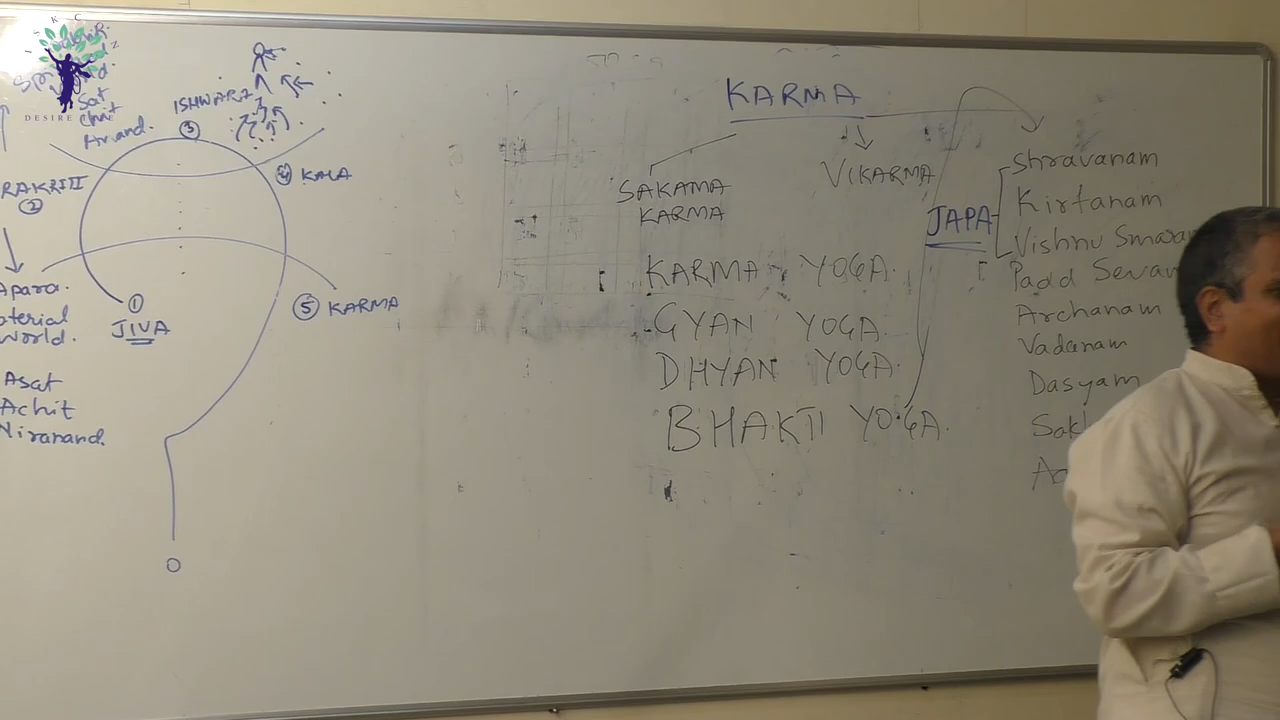 Sat
Chit
Anand.
ISHWARA
③
④ KALA
RAKRITI
②
Apara.
aterial
World.
Asat
Achit
Niranand.
①
JIVA
⑤ KARMA
KARMA
SAKAMA
KARMA
VIKARMA
KARMA YOGA.
GYAN YOGA.
DHYAN YOGA.
BHAKTI YOGA.
JAPA
Shravanam
Kirtanam
Vishnu Smaran
Padd Sevan
Archanam
Vadanam
Dasyam
Sak
DESIRE